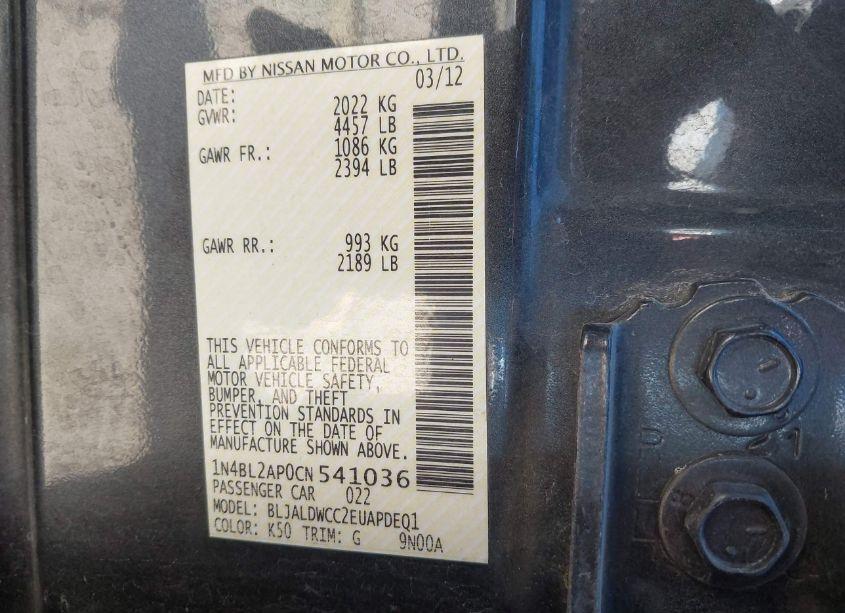 MFD BY NISSAN MOTOR CO., LTD.
DATE: 03/12
GVWR: 2022 KG
4457 LB
GAWR FR.: 1086 KG
2394 LB
GAWR RR.: 993 KG
2189 LB
THIS VEHICLE CONFORMS TO
ALL APPLICABLE FEDERAL
MOTOR VEHICLE SAFETY,
BUMPER, AND THEFT
PREVENTION STANDARDS IN
EFFECT ON THE DATE OF
MANUFACTURE SHOWN ABOVE.
1N4BL2AP0CN541036
PASSENGER CAR 022
MODEL: BLJALDWCC2EUAPDEQ1
COLOR: K50 TRIM: G 9N00A